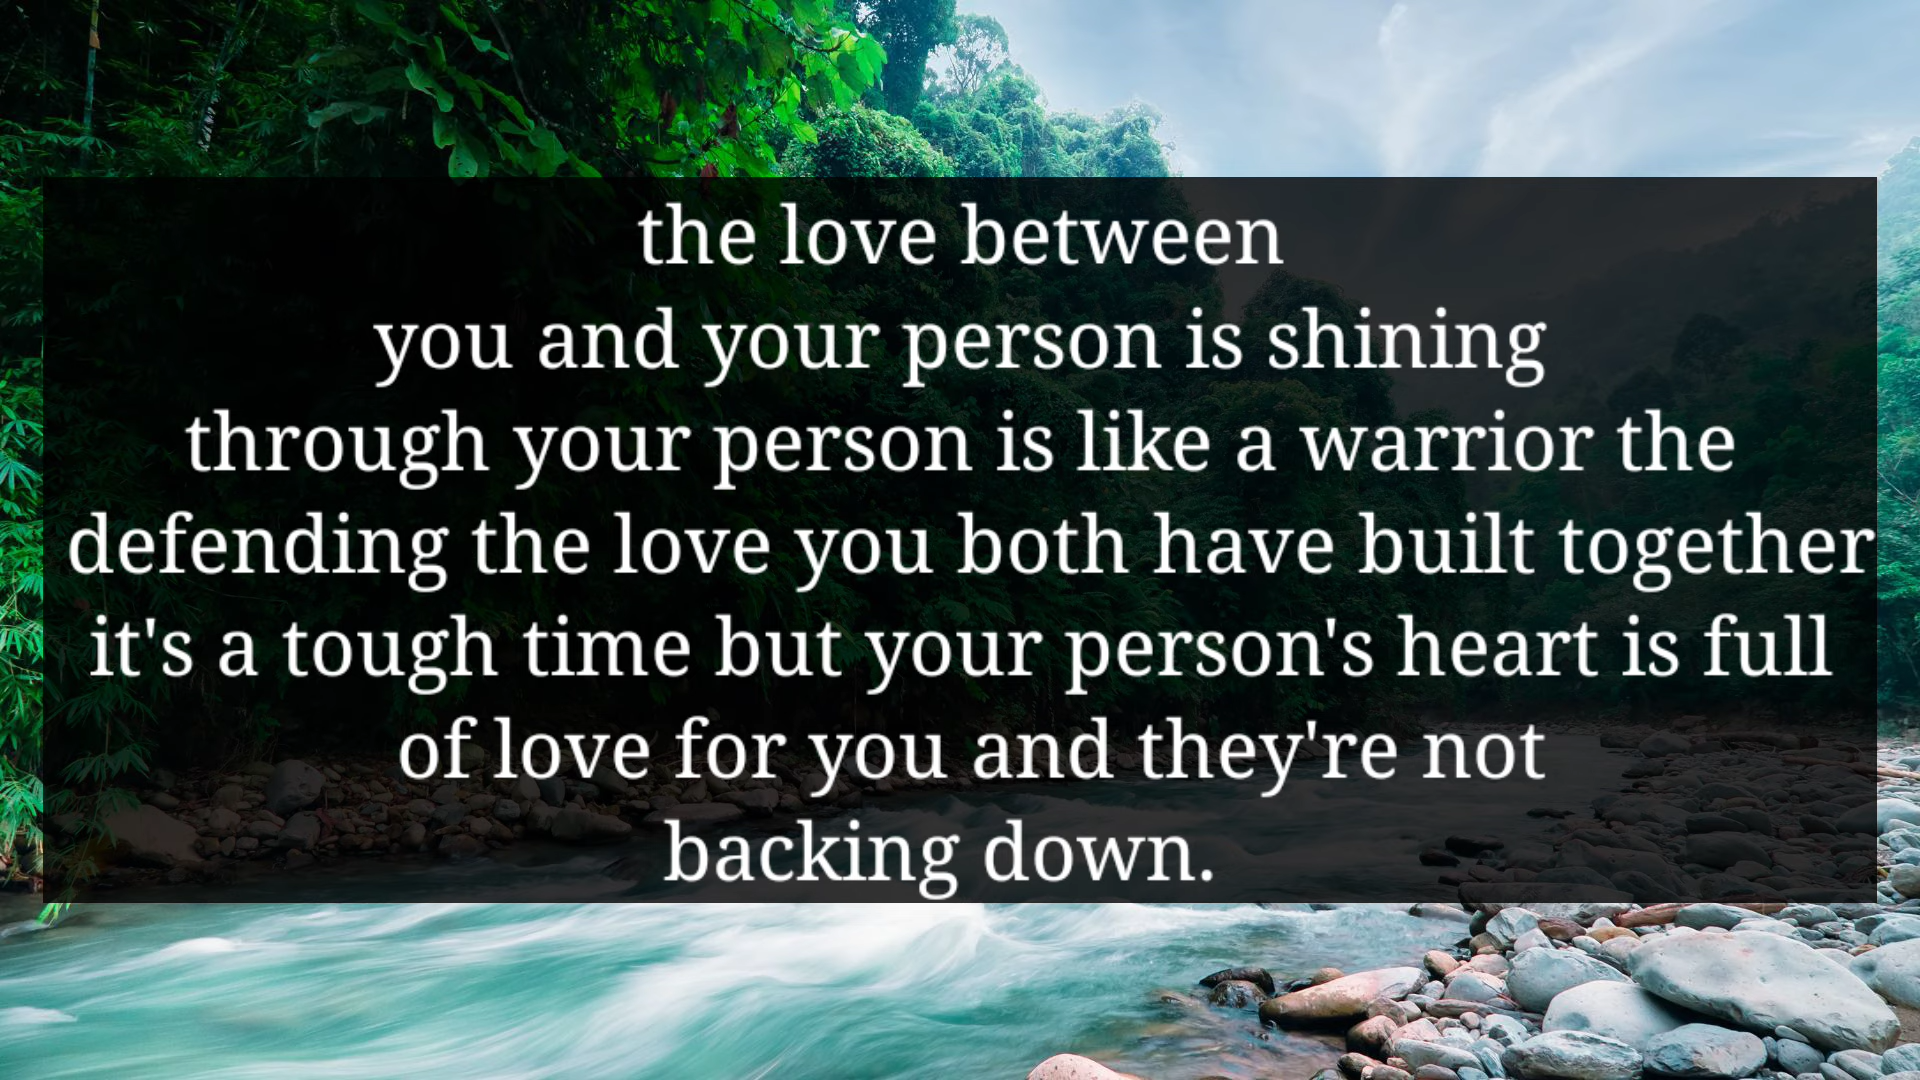 the love between
you and your person is shining
through your person is like a warrior the
defending the love you both have built together
it's a tough time but your person's heart is full
of love for you and they're not
backing down.